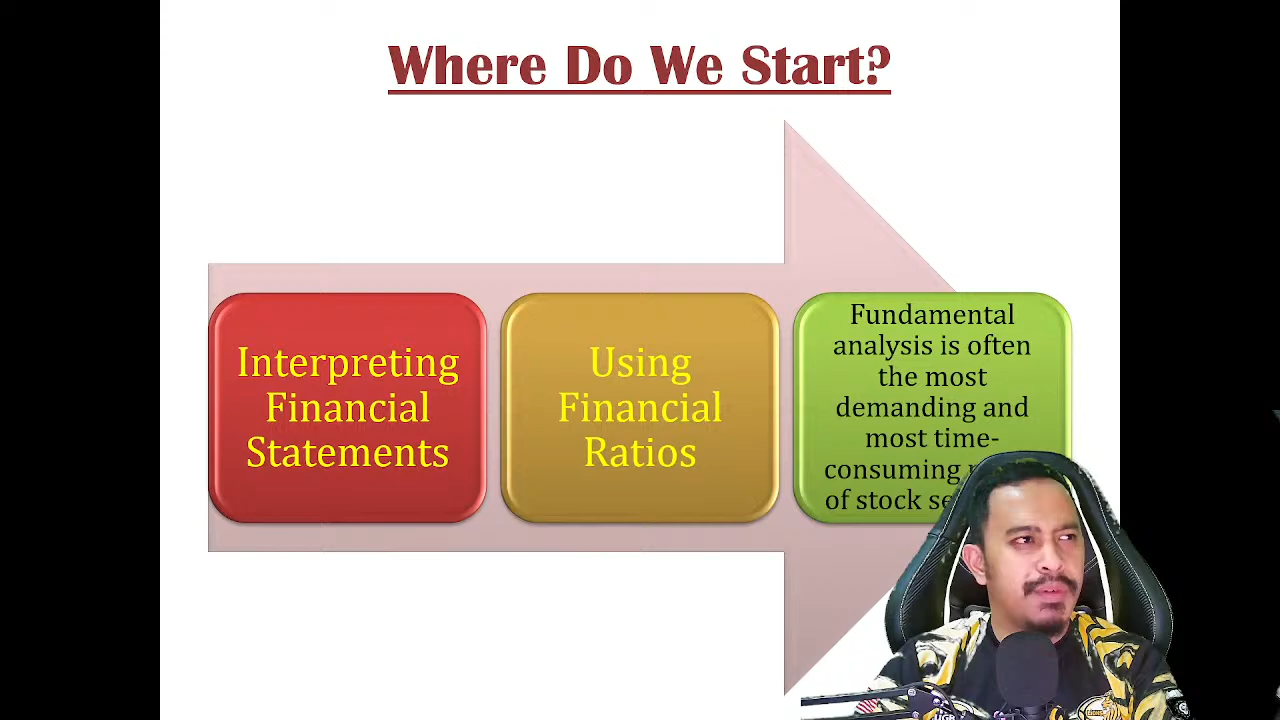 Where Do We Start?
Interpreting
Financial
Statements
Using
Financial
Ratios
Fundamental
analysis is often
the most
demanding and
most time-
consuming
of stock